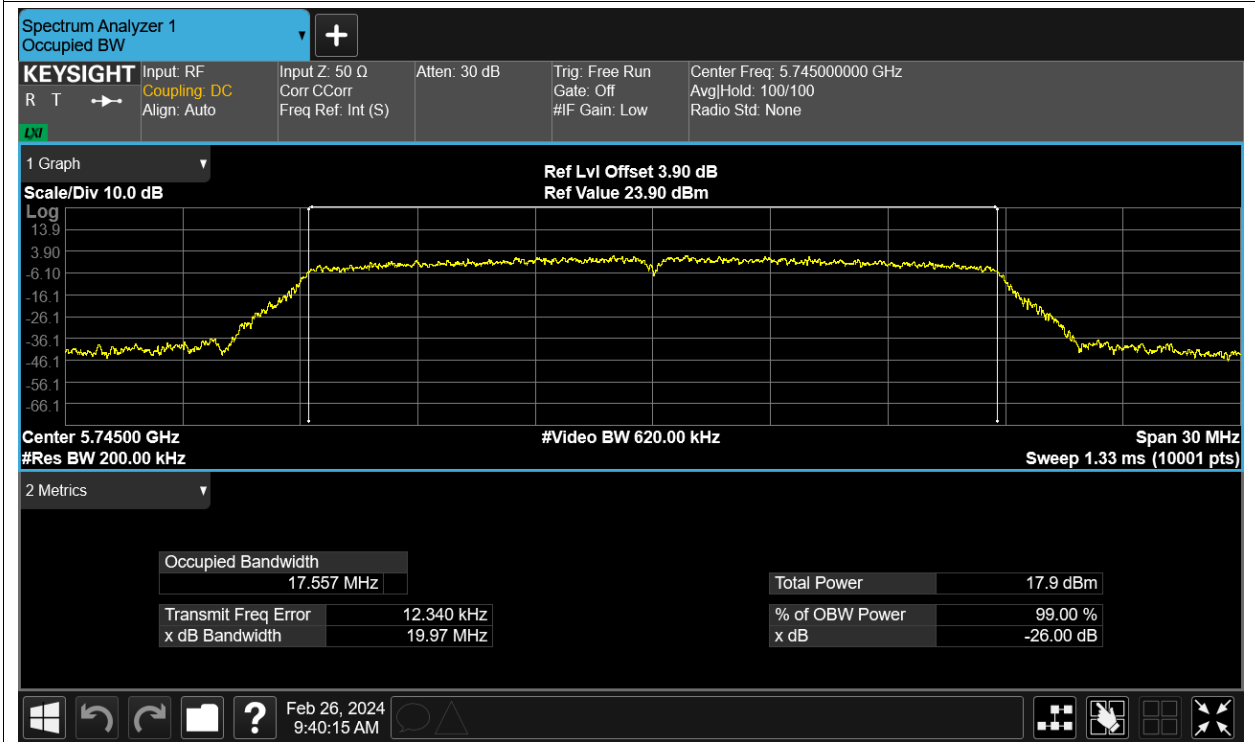 Spectrum Analyzer 1
Occupied BW
KEYSIGHT
R T
LXI
Input: RF
Coupling: DC
Align: Auto
Input Z: 50 Ω
Corr CCorr
Freq Ref: Int (S)
Atten: 30 dB
Trig: Free Run
Gate: Off
#IF Gain: Low
Center Freq: 5.745000000 GHz
Avg|Hold: 100/100
Radio Std: None
1 Graph
Scale/Div 10.0 dB
Ref Lvl Offset 3.90 dB
Ref Value 23.90 dBm
Log
13.9
3.90
-6.10
-16.1
-26.1
-36.1
-46.1
-56.1
-66.1
Center 5.74500 GHz
#Res BW 200.00 kHz
#Video BW 620.00 kHz
Span 30 MHz
Sweep 1.33 ms (10001 pts)
2 Metrics
Occupied Bandwidth
17.557 MHz
Transmit Freq Error 12.340 kHz
x dB Bandwidth 19.97 MHz
Total Power 17.9 dBm
% of OBW Power 99.00 %
x dB -26.00 dB
?
Feb 26, 2024
9:40:15 AM